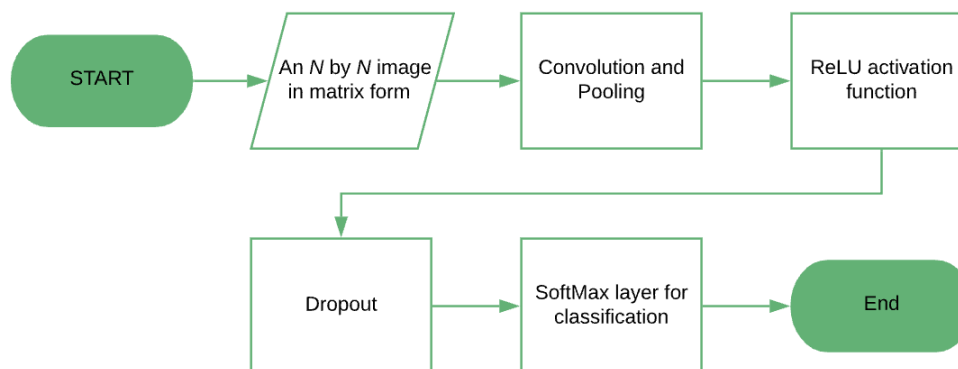 START
An N by N image
in matrix form
Convolution and
Pooling
ReLU activation
function
Dropout
SoftMax layer for
classification
End